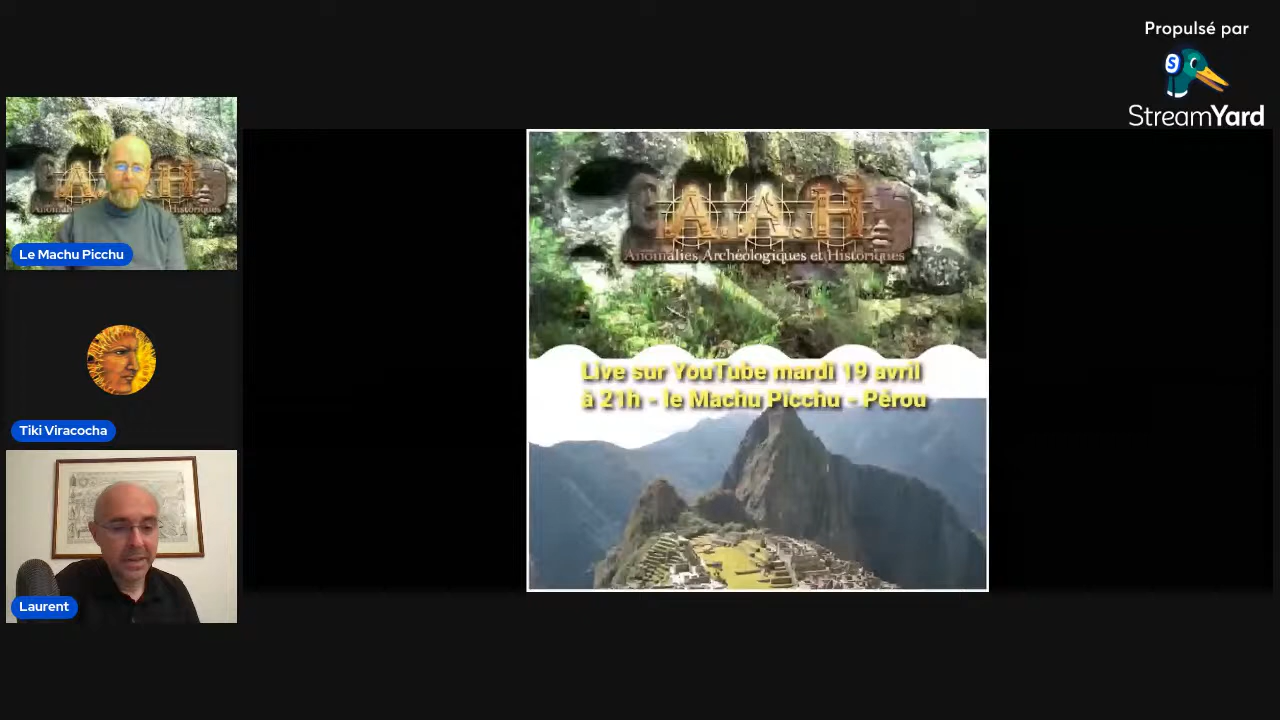 Propulsé par
StreamYard
Le Machu Picchu
Tiki Viracocha
Laurent
A.A.H
Anomalies Archéologiques et Historiques
Live sur YouTube mardi 19 avril
à 21h - le Machu Picchu - Pérou